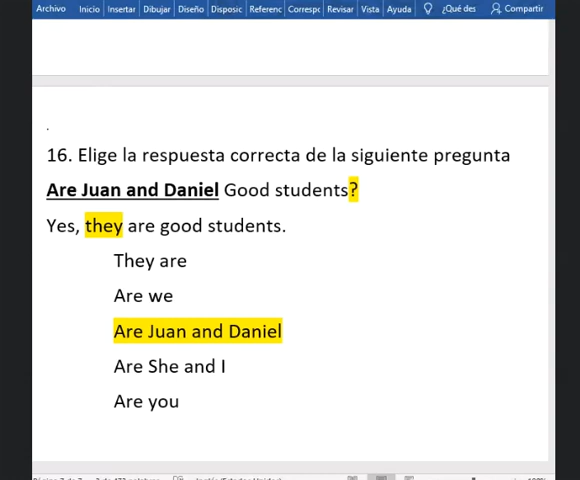 Archivo Inicio Insertar Dibujar Diseño Disposic Referenc Correspc Revisar Vista Ayuda ¿Qué des Compartir
.
16. Elige la respuesta correcta de la siguiente pregunta
Are Juan and Daniel Good students?
Yes, they are good students.
They are
Are we
Are Juan and Daniel
Are She and I
Are you